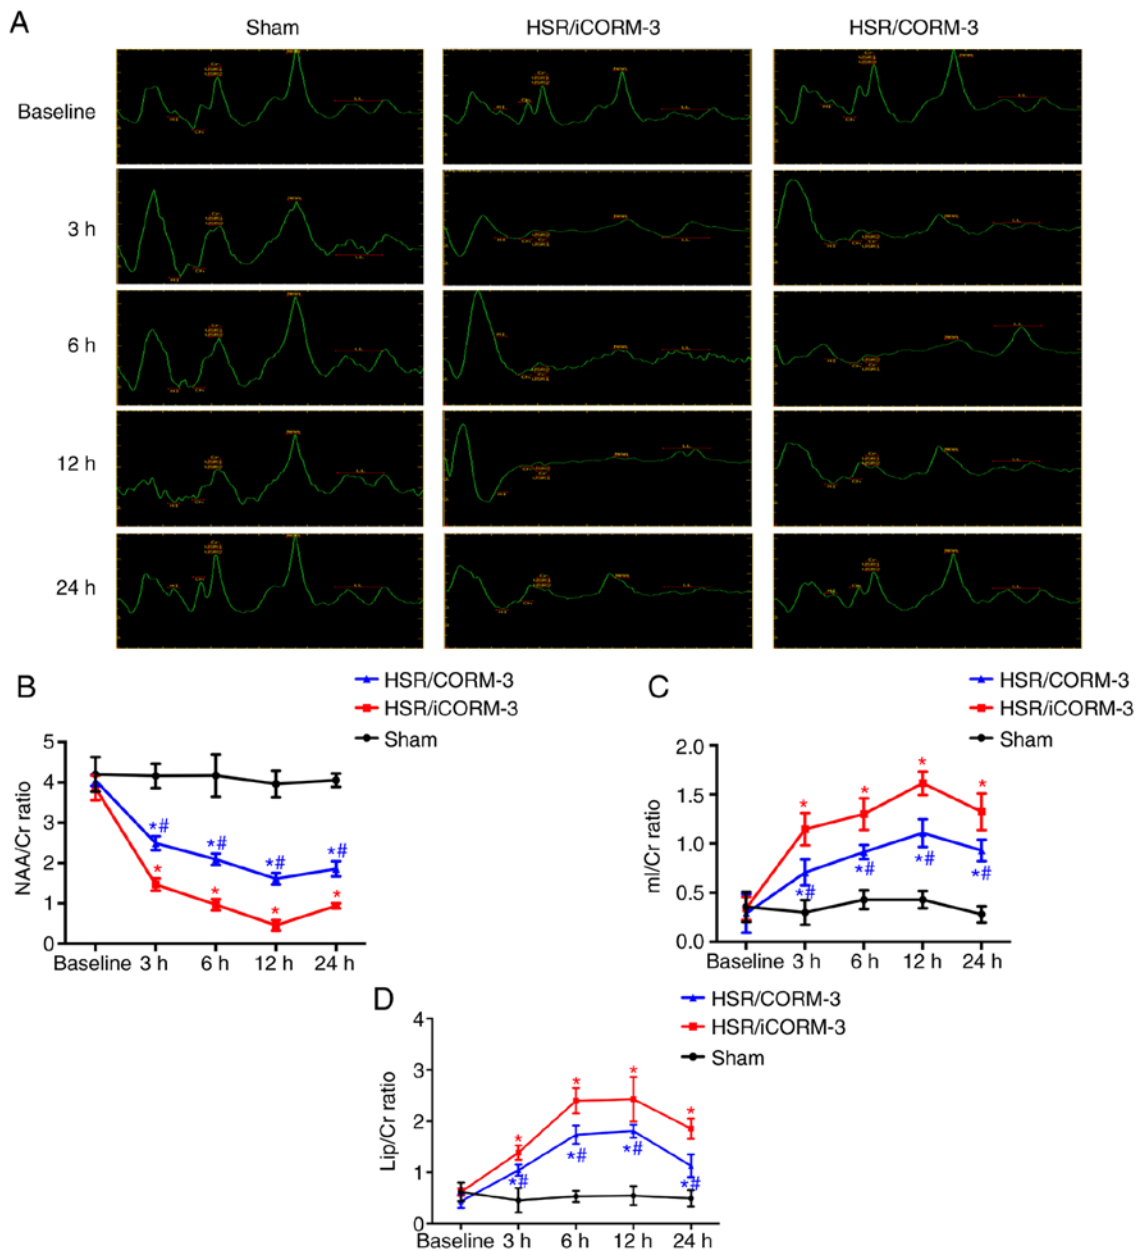 A
Sham HSR/iCORM-3 HSR/CORM-3
Baseline
3 h
6 h
12 h
24 h
B
HSR/CORM-3
HSR/iCORM-3
Sham
NAA/Cr ratio
5
4
3
2
1
0
*# *# *# *#
* * * *
Baseline 3 h 6 h 12 h 24 h
C
HSR/CORM-3
HSR/iCORM-3
Sham
mI/Cr ratio
2.0
1.5
1.0
0.5
0.0
* * * *
*# *# *# *#
Baseline 3 h 6 h 12 h 24 h
D
HSR/CORM-3
HSR/iCORM-3
Sham
Lip/Cr ratio
4
3
2
1
0
* * * *
*# *# *# *#
Baseline 3 h 6 h 12 h 24 h